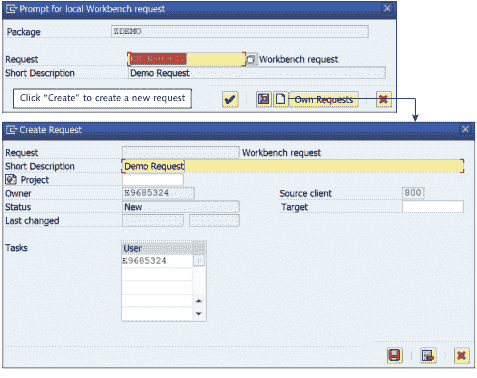 Prompt for local Workbench request
Package ZDEMO
Request Workbench request
Short Description Demo Request
Click "Create" to create a new request
Own Requests
Create Request
Request Workbench request
Short Description Demo Request
Project
Owner E9685324 Source client 800
Status New Target
Last changed
Tasks User
E9685324